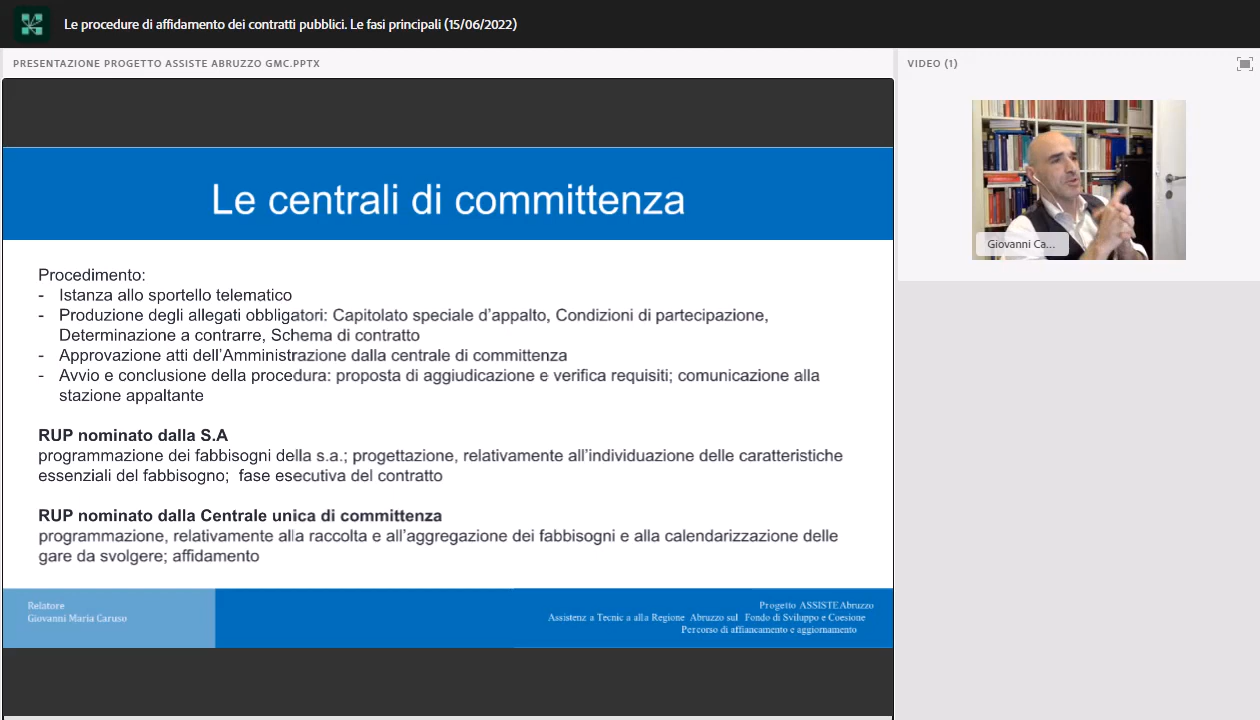 Le procedure di affidamento dei contratti pubblici. Le fasi principali (15/06/2022)
PRESENTAZIONE PROGETTO ASSISTE ABRUZZO GMC.PPTX
VIDEO (1)
Le centrali di committenza
Procedimento:
- Istanza allo sportello telematico
- Produzione degli allegati obbligatori: Capitolato speciale d'appalto, Condizioni di partecipazione,
Determinazione a contrarre, Schema di contratto
- Approvazione atti dell'Amministrazione dalla centrale di committenza
- Avvio e conclusione della procedura: proposta di aggiudicazione e verifica requisiti; comunicazione alla
stazione appaltante
RUP nominato dalla S.A
programmazione dei fabbisogni della s.a.; progettazione, relativamente all'individuazione delle caratteristiche
essenziali del fabbisogno; fase esecutiva del contratto
RUP nominato dalla Centrale unica di committenza
programmazione, relativamente alla raccolta e all'aggregazione dei fabbisogni e alla calendarizzazione delle
gare da svolgere; affidamento
Relatore
Giovanni Maria Caruso
Progetto ASSISTE Abruzzo
Assistenz a Tecnic a alla Regione Abruzzo sul Fondo di Sviluppo e Coesione
Percorso di affiancamento e aggiornamento
Giovanni Ca...